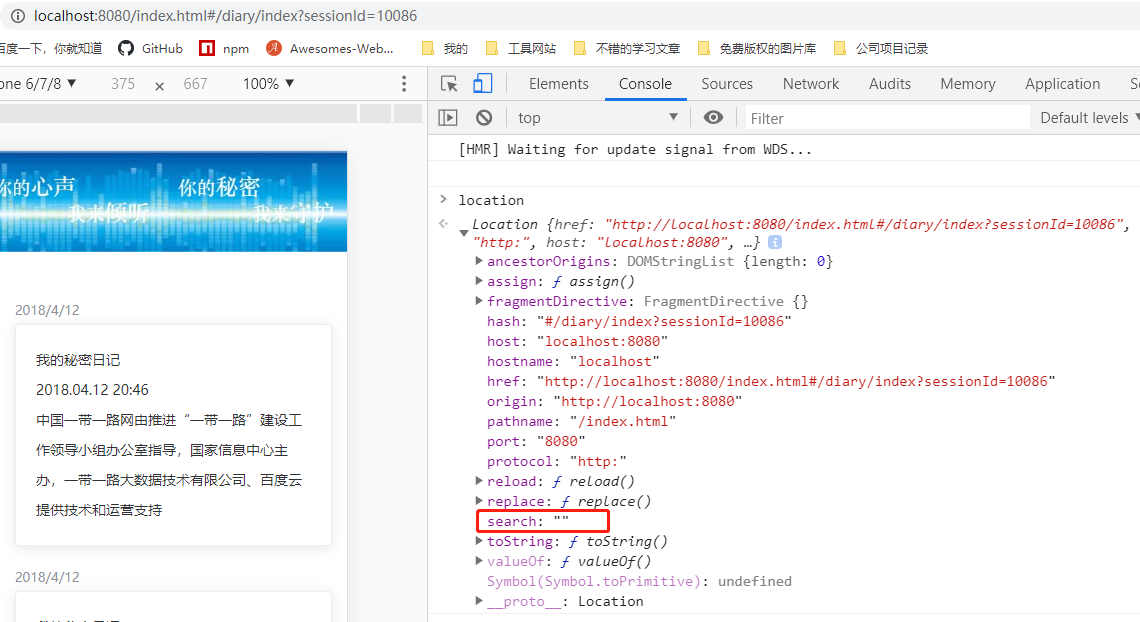 localhost:8080/index.html#/diary/index?sessionId=10086
百度一下，你就知道 GitHub npm Awesomes-Web... 我的 工具网站 不错的学习文章 免费版权的图片库 公司项目记录
one 6/7/8 ▼ 375 × 667 100% ▼
Elements Console Sources Network Audits Memory Application
top ▼ Filter Default levels
[HMR] Waiting for update signal from WDS...
> location
Location {href: "http://localhost:8080/index.html#/diary/index?sessionId=10086",
"http:", host: "localhost:8080", …}
ancestorOrigins: DOMStringList {length: 0}
assign: ƒ assign()
fragmentDirective: FragmentDirective {}
hash: "#/diary/index?sessionId=10086"
host: "localhost:8080"
hostname: "localhost"
href: "http://localhost:8080/index.html#/diary/index?sessionId=10086"
origin: "http://localhost:8080"
pathname: "/index.html"
port: "8080"
protocol: "http:"
reload: ƒ reload()
replace: ƒ replace()
search: ""
toString: ƒ toString()
valueOf: ƒ valueOf()
Symbol(Symbol.toPrimitive): undefined
__proto__: Location
你的心声 你的秘密
我来倾听 我来守护
2018/4/12
我的秘密日记
2018.04.12 20:46
中国一带一路网由推进“一带一路”建设工
作领导小组办公室指导，国家信息中心主
办，一带一路大数据技术有限公司、百度云
提供技术和运营支持
2018/4/12